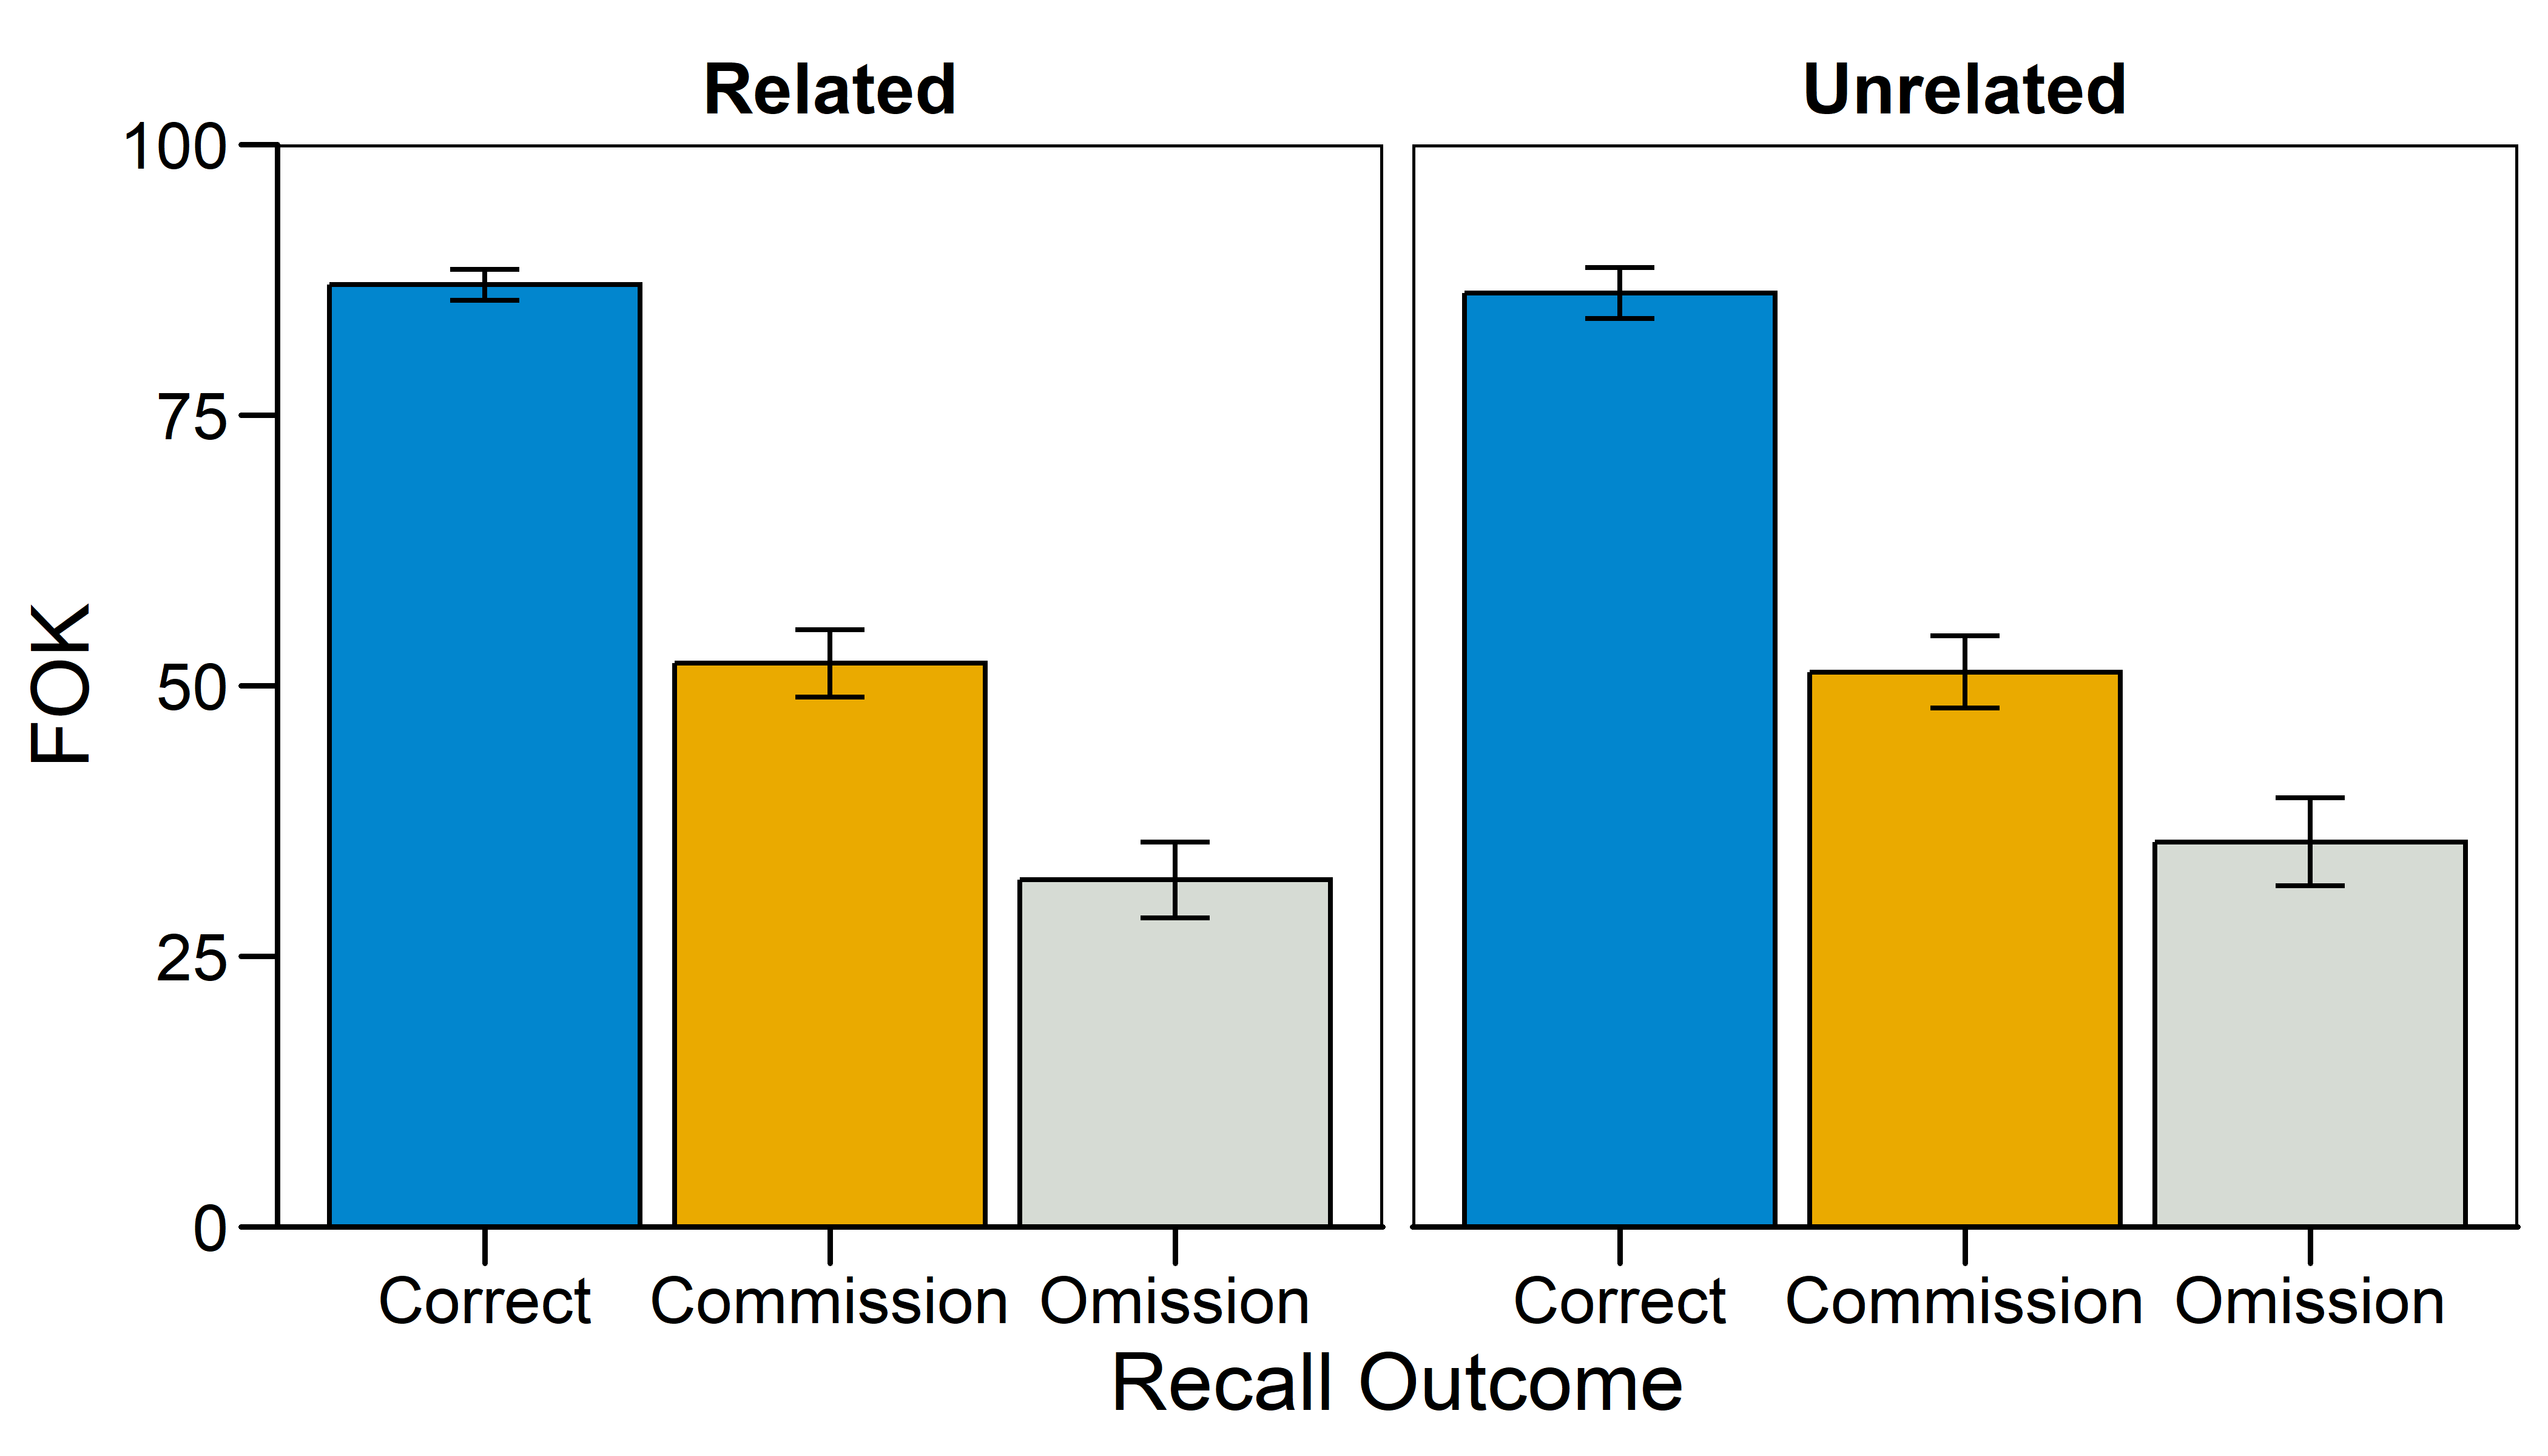 Related Unrelated
100
75
50
25
0
FOK
Correct Commission Omission Correct Commission Omission
Recall Outcome